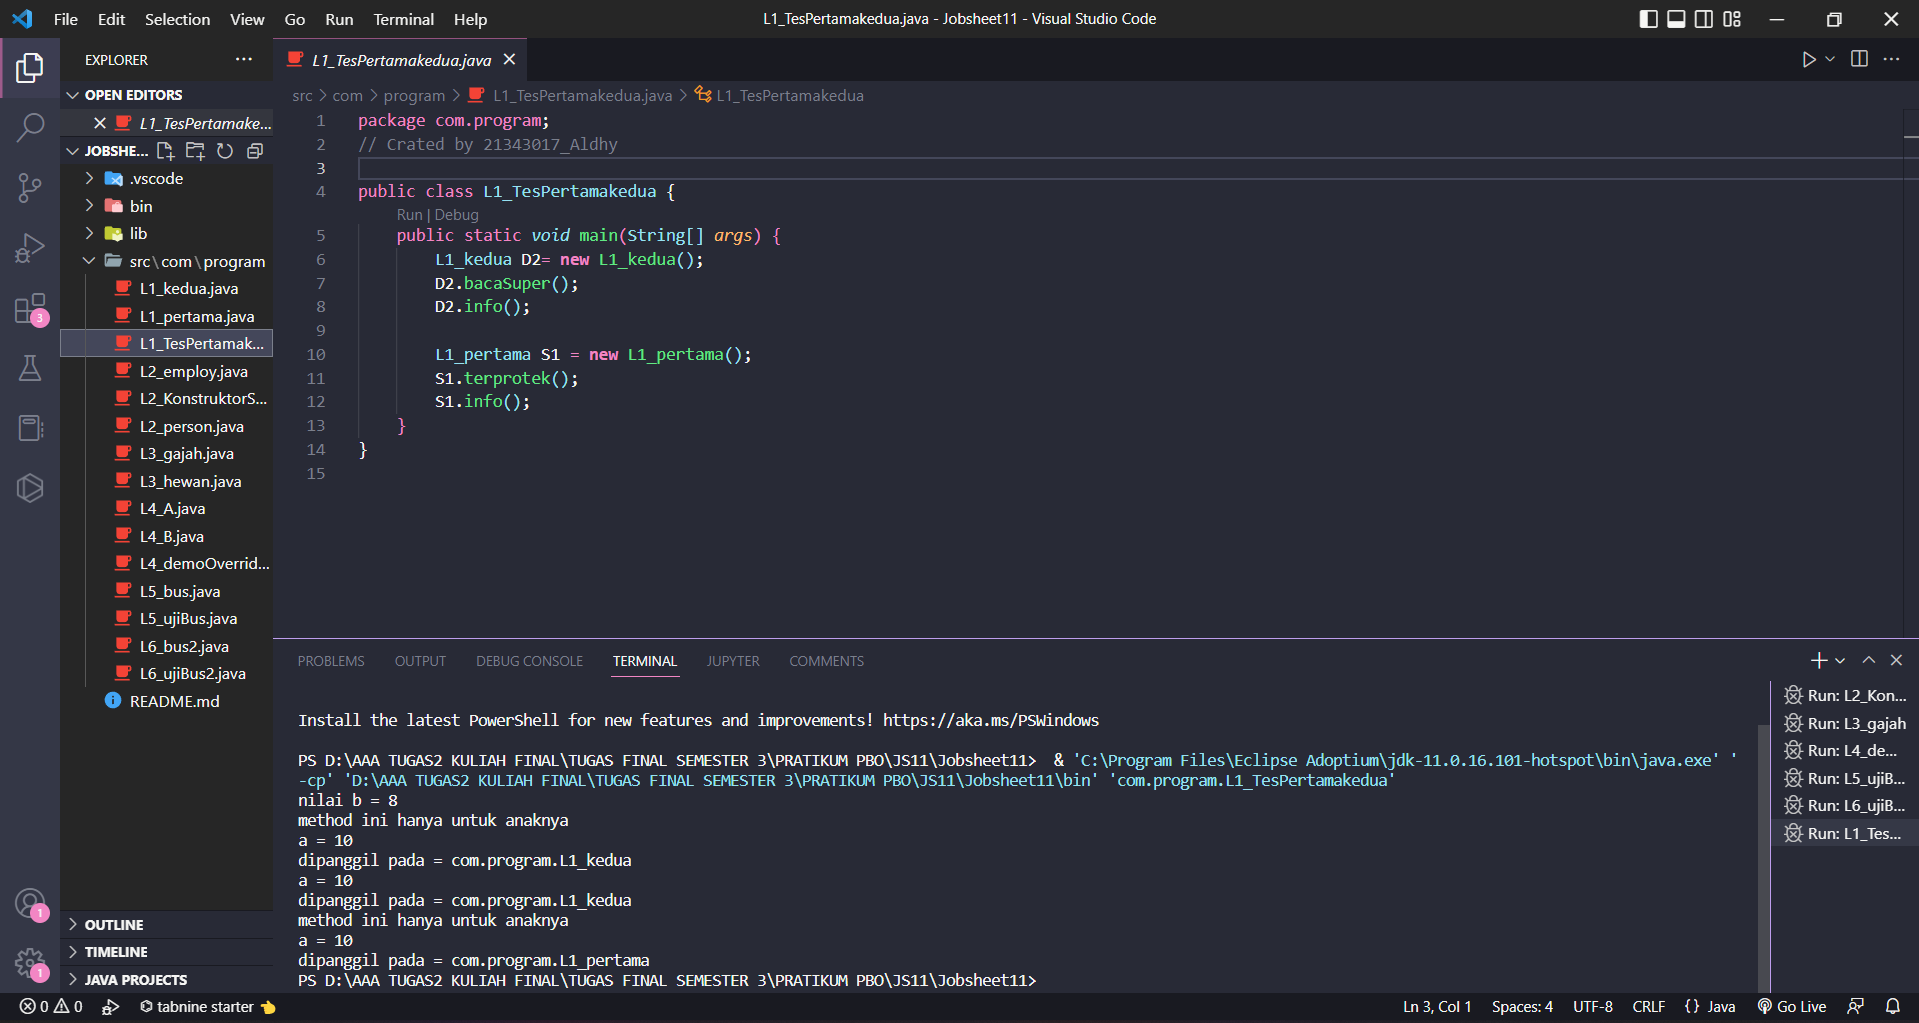 File Edit Selection View Go Run Terminal Help
L1_TesPertamakedua.java - Jobsheet11 - Visual Studio Code
EXPLORER
OPEN EDITORS
L1_TesPertamake...
JOBSHE...
.vscode
bin
lib
src\com\program
L1_kedua.java
L1_pertama.java
L1_TesPertamak...
L2_employ.java
L2_KonstruktorS...
L2_person.java
L3_gajah.java
L3_hewan.java
L4_A.java
L4_B.java
L4_demoOverrid...
L5_bus.java
L5_ujiBus.java
L6_bus2.java
L6_ujiBus2.java
README.md
OUTLINE
TIMELINE
JAVA PROJECTS
3
1
1
L1_TesPertamakedua.java
src > com > program > L1_TesPertamakedua.java > L1_TesPertamakedua
1 package com.program;
2 // Crated by 21343017_Aldhy
3
4 public class L1_TesPertamakedua {
Run | Debug
5 public static void main(String[] args) {
6 L1_kedua D2= new L1_kedua();
7 D2.bacaSuper();
8 D2.info();
9
10 L1_pertama S1 = new L1_pertama();
11 S1.terprotek();
12 S1.info();
13 }
14 }
15
PROBLEMS OUTPUT DEBUG CONSOLE TERMINAL JUPYTER COMMENTS
Install the latest PowerShell for new features and improvements! https://aka.ms/PSWindows
PS D:\AAA TUGAS2 KULIAH FINAL\TUGAS FINAL SEMESTER 3\PRATIKUM PBO\JS11\Jobsheet11>  & 'C:\Program Files\Eclipse Adoptium\jdk-11.0.16.101-hotspot\bin\java.exe' '
-cp' 'D:\AAA TUGAS2 KULIAH FINAL\TUGAS FINAL SEMESTER 3\PRATIKUM PBO\JS11\Jobsheet11\bin' 'com.program.L1_TesPertamakedua'
nilai b = 8
method ini hanya untuk anaknya
a = 10
dipanggil pada = com.program.L1_kedua
a = 10
dipanggil pada = com.program.L1_kedua
method ini hanya untuk anaknya
a = 10
dipanggil pada = com.program.L1_pertama
PS D:\AAA TUGAS2 KULIAH FINAL\TUGAS FINAL SEMESTER 3\PRATIKUM PBO\JS11\Jobsheet11>
Run: L2_Kon...
Run: L3_gajah
Run: L4_de...
Run: L5_ujiB...
Run: L6_ujiB...
Run: L1_Tes...
0 0 tabnine starter 👈
Ln 3, Col 1 Spaces: 4 UTF-8 CRLF {} Java Go Live